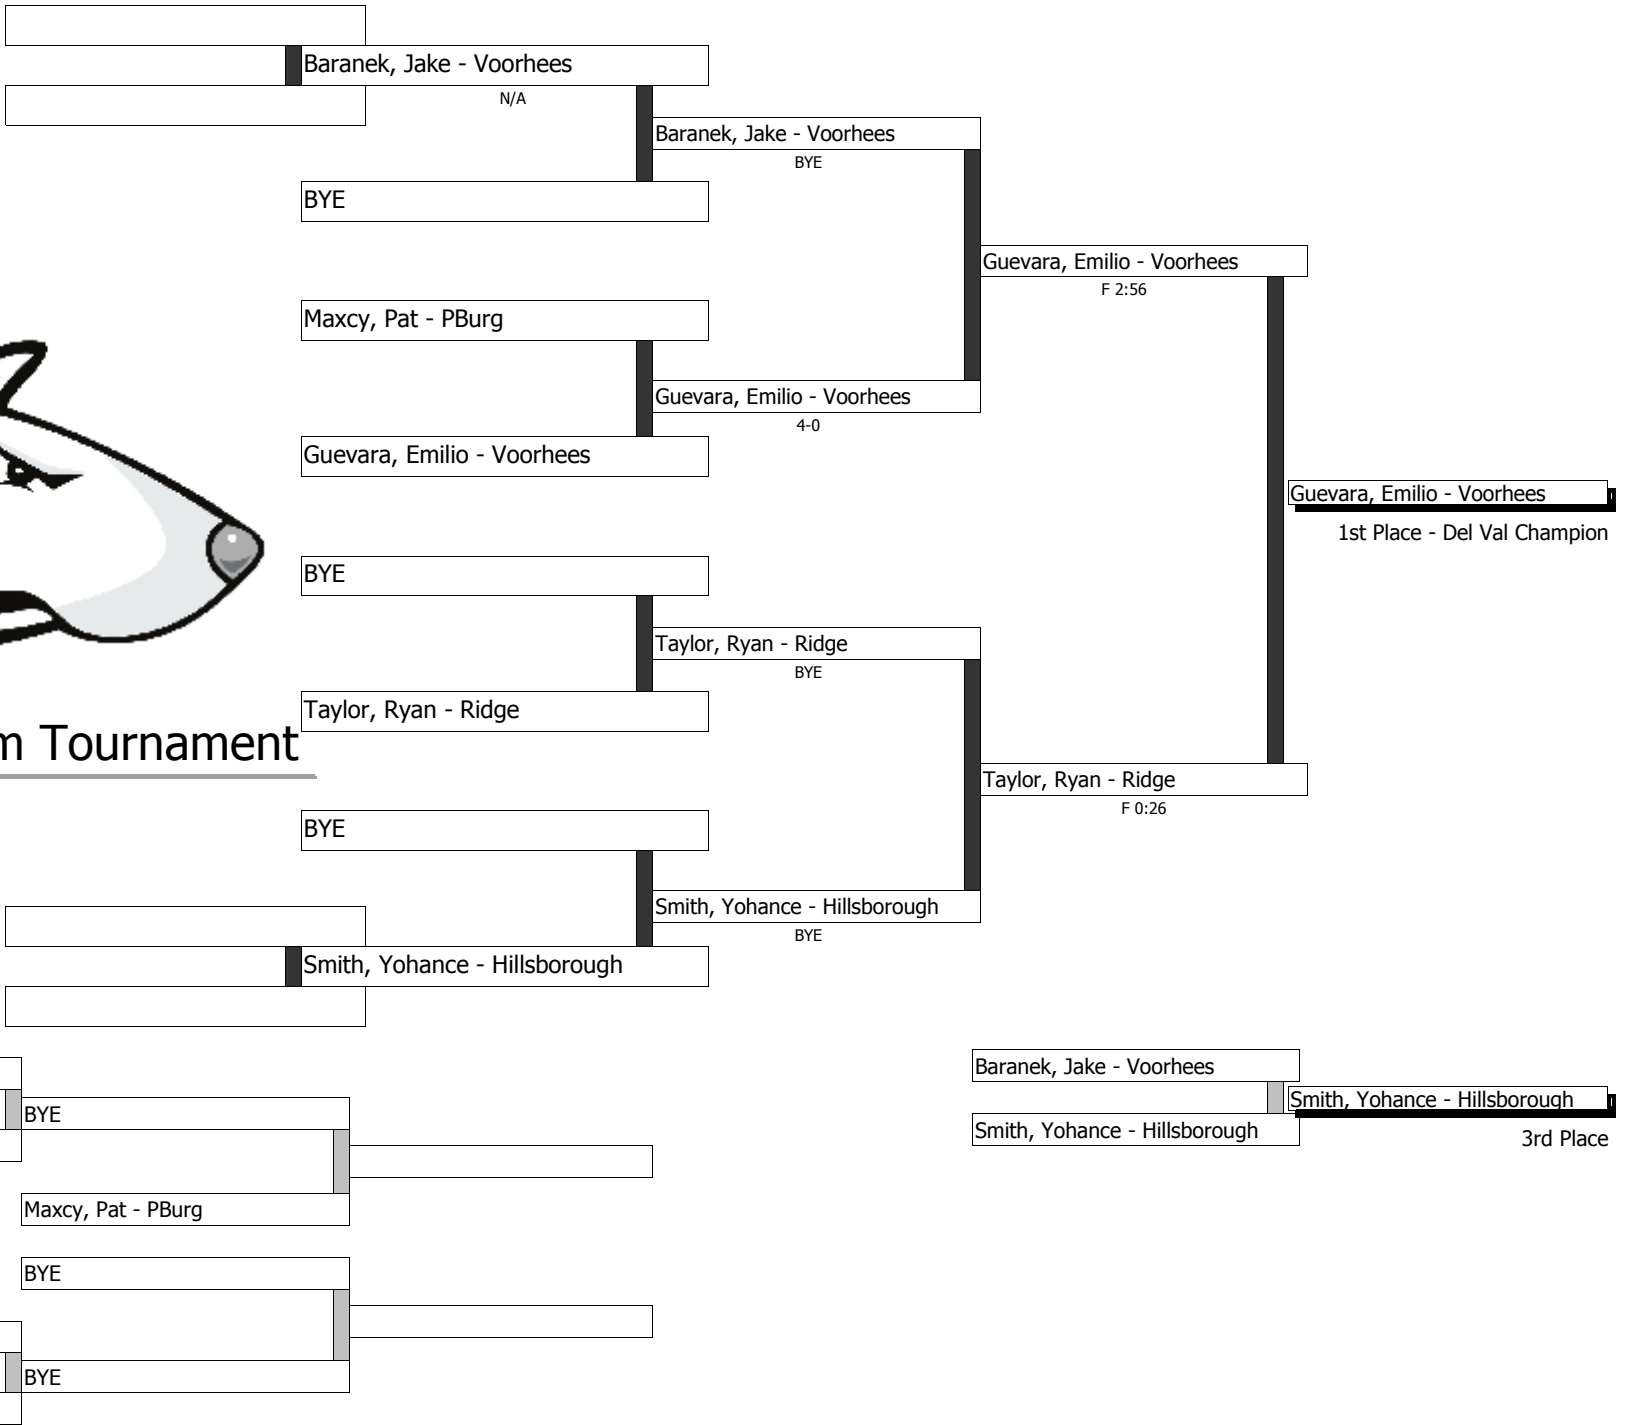 Baranek, Jake - Voorhees
N/A
Baranek, Jake - Voorhees
BYE
BYE
Guevara, Emilio - Voorhees
F 2:56
Maxcy, Pat - PBurg
Guevara, Emilio - Voorhees
4-0
Guevara, Emilio - Voorhees
Guevara, Emilio - Voorhees
1st Place - Del Val Champion
BYE
Taylor, Ryan - Ridge
BYE
Taylor, Ryan - Ridge
m Tournament
Taylor, Ryan - Ridge
F 0:26
BYE
Smith, Yohance - Hillsborough
BYE
Smith, Yohance - Hillsborough
Baranek, Jake - Voorhees
Smith, Yohance - Hillsborough
Smith, Yohance - Hillsborough
3rd Place
BYE
Maxcy, Pat - PBurg
BYE
BYE